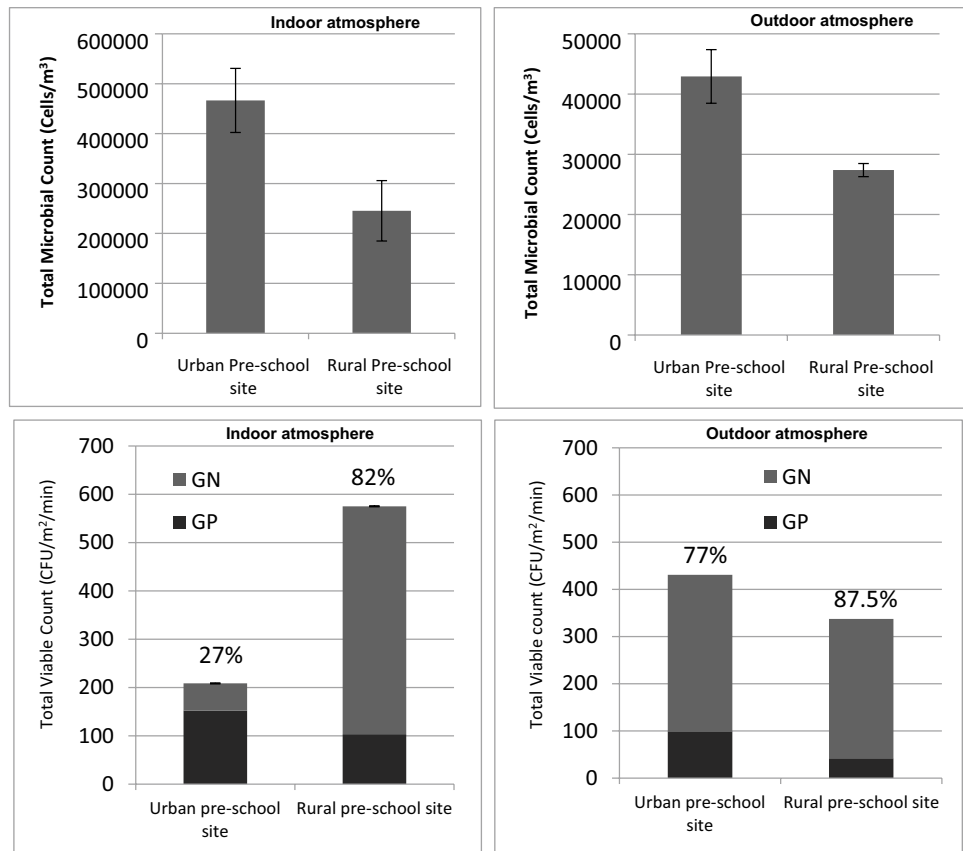 Indoor atmosphere
Total Microbial Count (Cells/m³)
600000
500000
400000
300000
200000
100000
0
Urban Pre-school
site
Rural Pre-school
site
Outdoor atmosphere
Total Microbial Count (Cells/m³)
50000
40000
30000
20000
10000
0
Urban Pre-school
site
Rural Pre-school
site
Indoor atmosphere
Total Viable Count (CFU/m²/min)
700
600
500
400
300
200
100
0
GN
GP
27%
82%
Urban pre-school
site
Rural pre-school site
Outdoor atmosphere
Total Viable count (CFU/m²/min)
700
600
500
400
300
200
100
0
GN
GP
77%
87.5%
Urban pre-school
site
Rural pre-school site